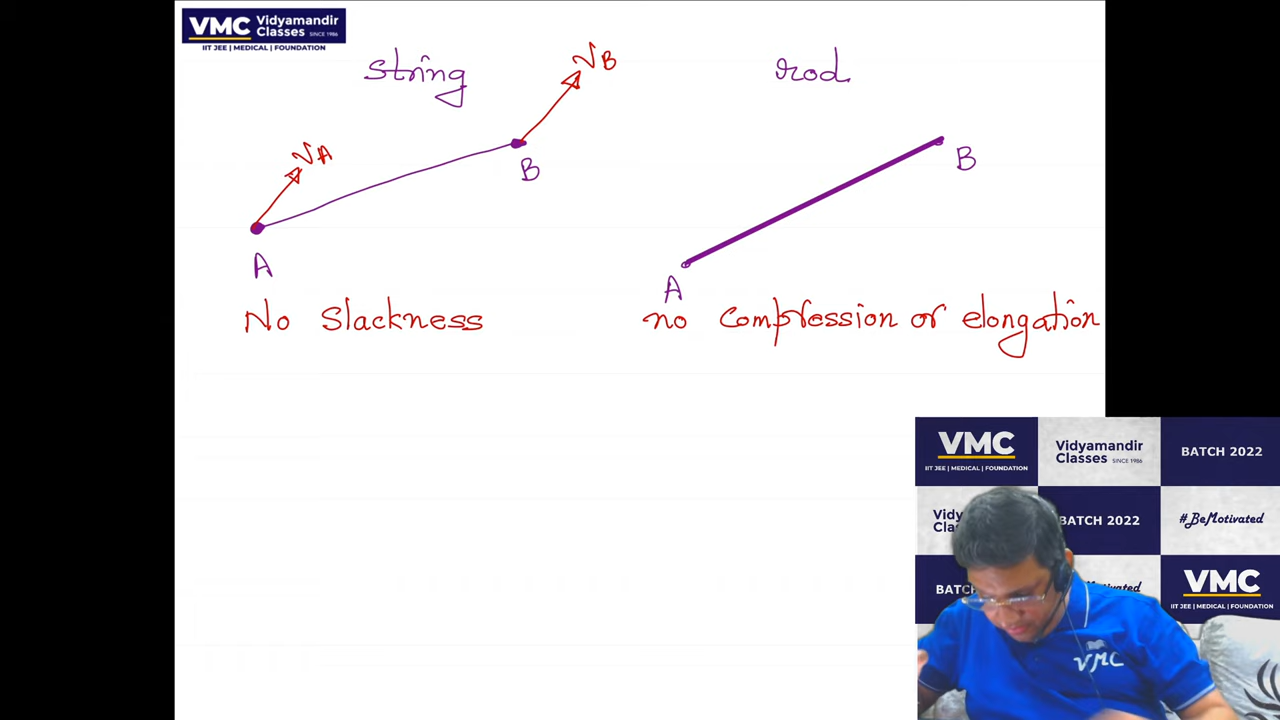 VMC Vidyamandir Classes SINCE 1986
IIT JEE | MEDICAL | FOUNDATION
string
rod
VA
VB
A
B
A
B
No slackness
no compression or elongation
VMC
IIT JEE | MEDICAL | FOUNDATION
Vidyamandir
Classes SINCE 1986
BATCH 2022
BATCH 2022
#BeMotivated
VMC
IIT JEE | MEDICAL | FOUNDATION
VMC